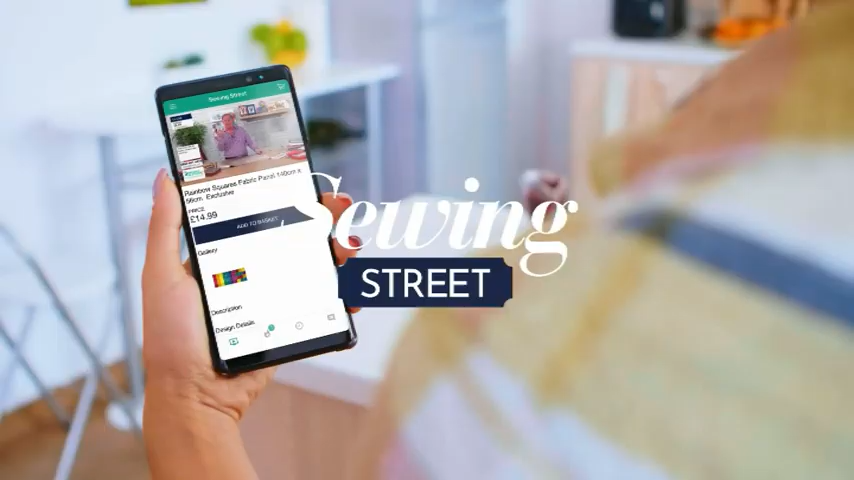 Sewing Street
Rainbow Squares Fabric Panel 140cm x
56cm. Exclusive
PRICE
£14.99
ADD TO BASKET
Gallery
Description
Design Details
Sewing
STREET